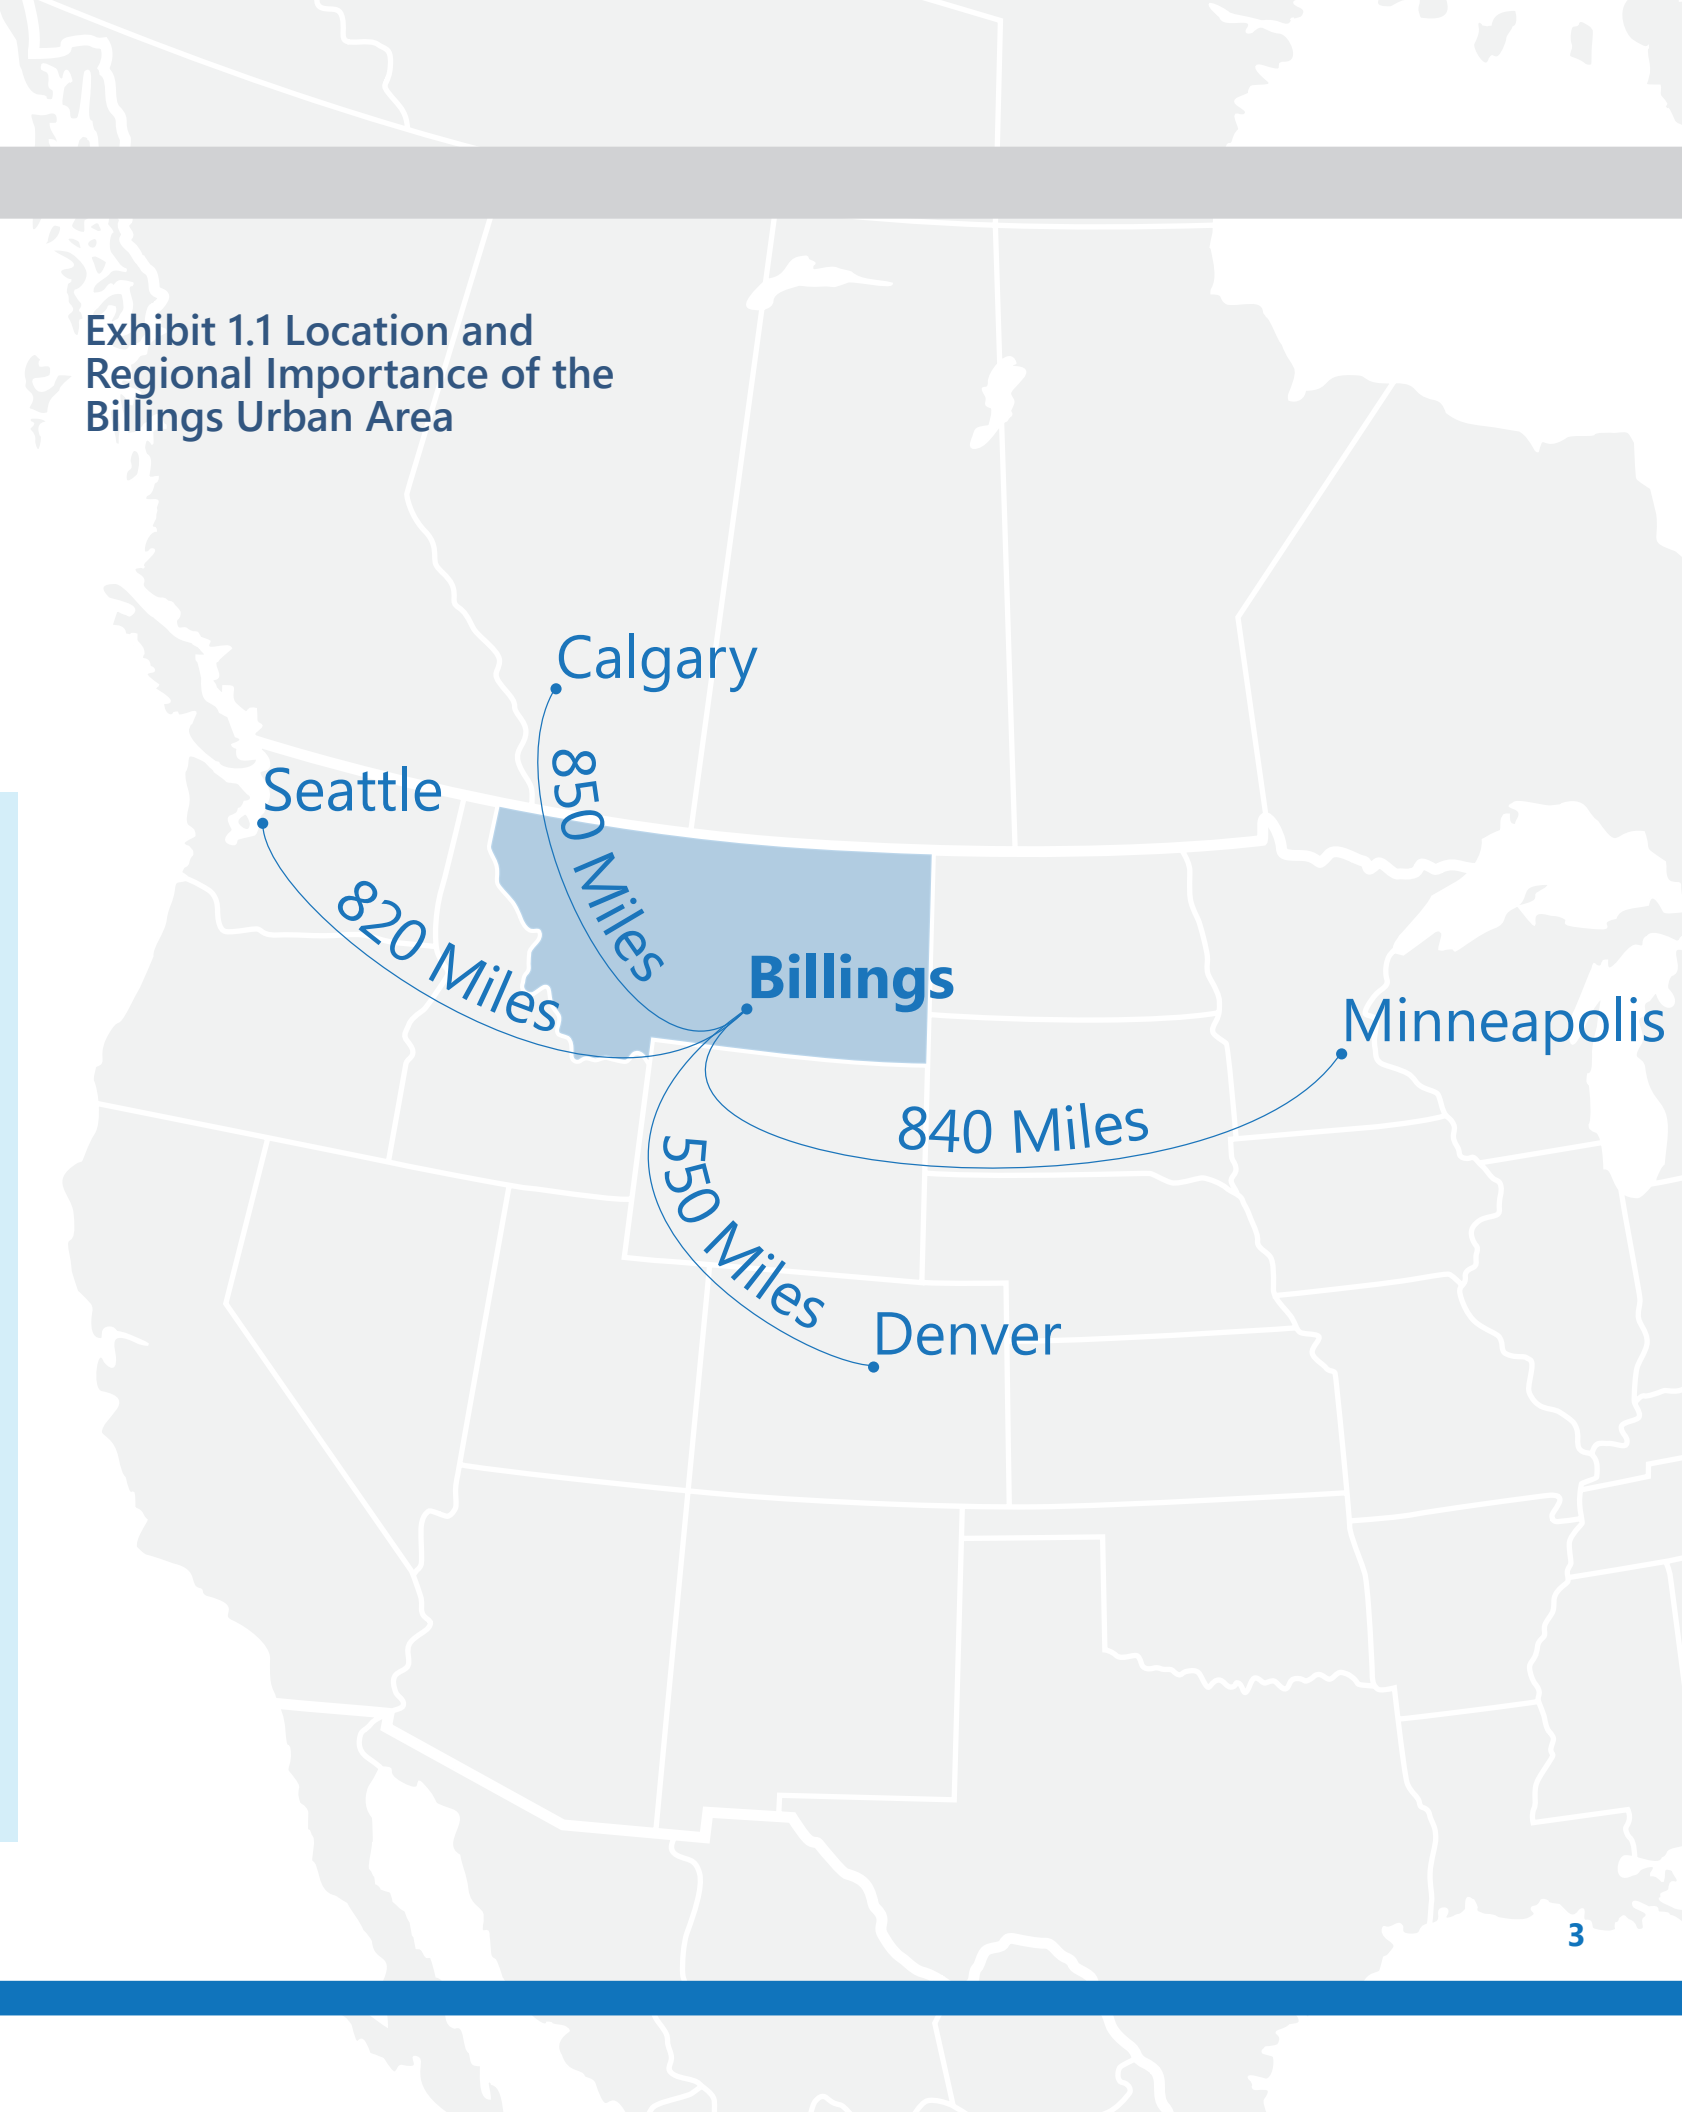 Exhibit 1.1 Location and
Regional Importance of the
Billings Urban Area
Calgary
850 Miles
Seattle
820 Miles
Billings
Minneapolis
840 Miles
550 Miles
Denver
3